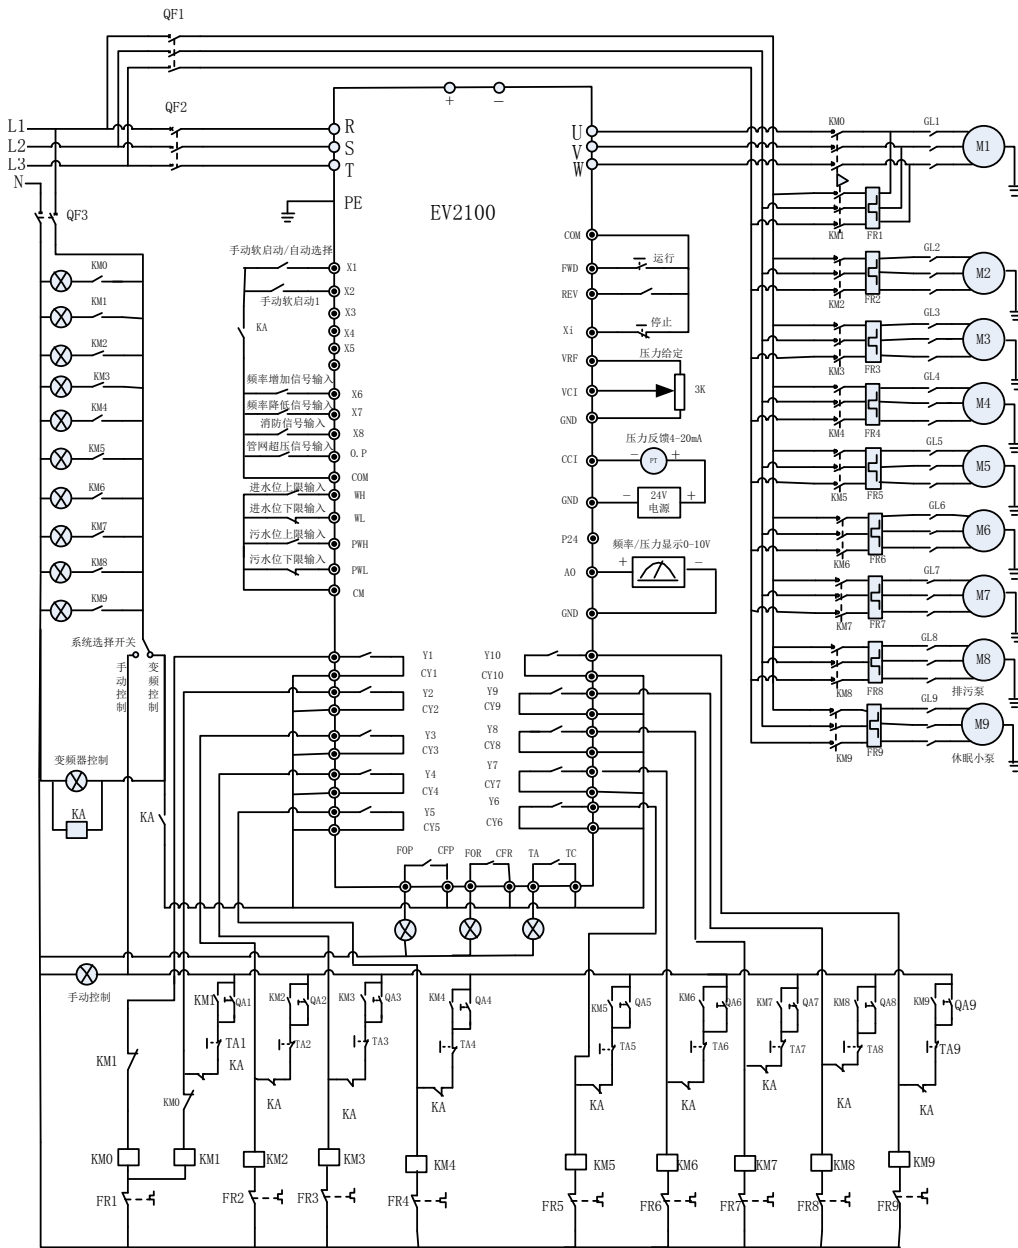 QF1
QF2
L1
L2
L3
N
QF3
+
−
R
S
T
PE
EV2100
U
V
W
KM0
GL1
M1
KM1
FR1
GL2
M2
KM2
FR2
GL3
M3
KM3
FR3
GL4
M4
KM4
FR4
GL5
M5
KM5
FR5
GL6
M6
KM6
FR6
GL7
M7
KM7
FR7
GL8
M8
KM8
FR8
排污泵
GL9
M9
KM9
FR9
休眠小泵
手动软启动/自动选择
X1
X2
手动软启动1
X3
KA
X4
X5
频率增加信号输入
X6
频率降低信号输入
X7
消防信号输入
X8
管网超压信号输入
O.P
COM
进水位上限输入
WH
进水位下限输入
WL
污水位上限输入
PWH
污水位下限输入
PWL
CM
COM
FWD
运行
REV
Xi
停止
VRF
压力给定
VCI
3K
GND
压力反馈4-20mA
CCI
−
PT
+
GND
−
24V
电源
+
P24
频率/压力显示0-10V
AO
+
−
GND
KM0
KM1
KM2
KM3
KM4
KM5
KM6
KM7
KM8
KM9
系统选择开关
手动控制
变频控制
变频器控制
KA
KA
Y1
CY1
Y2
CY2
Y3
CY3
Y4
CY4
Y5
CY5
Y10
CY10
Y9
CY9
Y8
CY8
Y7
CY7
Y6
CY6
FOP
CFP
FOR
CFR
TA
TC
手动控制
KM1
QA1
KM2
QA2
KM3
QA3
KM4
QA4
KM5
QA5
KM6
QA6
KM7
QA7
KM8
QA8
KM9
QA9
TA1
TA2
TA3
TA4
TA5
TA6
TA7
TA8
TA9
KM1
KA
KM0
KA
KA
KA
KA
KA
KA
KA
KA
KM0
KM1
KM2
KM3
KM4
KM5
KM6
KM7
KM8
KM9
FR1
FR2
FR3
FR4
FR5
FR6
FR7
FR8
FR9